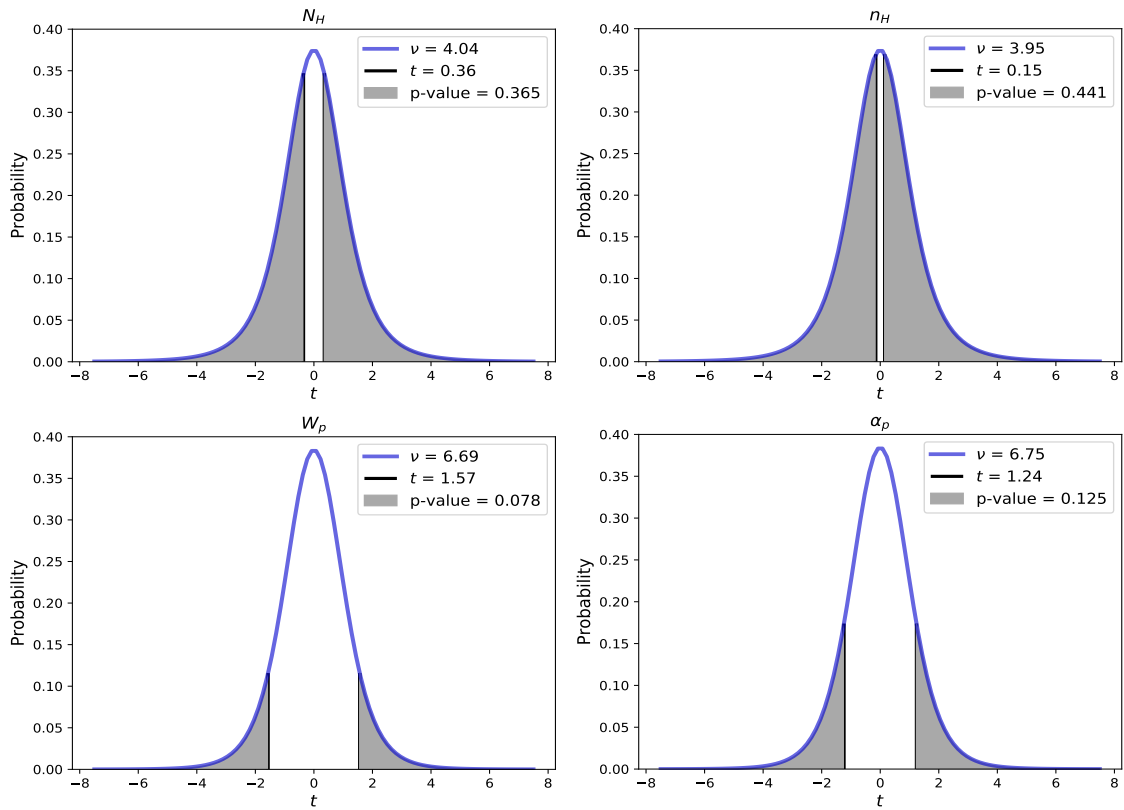 N_H
0.40
0.35
0.30
0.25
0.20
0.15
0.10
0.05
0.00
Probability
−8 −6 −4 −2 0 2 4 6 8
t
ν = 4.04
t = 0.36
p-value = 0.365
n_H
0.40
0.35
0.30
0.25
0.20
0.15
0.10
0.05
0.00
Probability
−8 −6 −4 −2 0 2 4 6 8
t
ν = 3.95
t = 0.15
p-value = 0.441
W_p
0.40
0.35
0.30
0.25
0.20
0.15
0.10
0.05
0.00
Probability
−8 −6 −4 −2 0 2 4 6 8
t
ν = 6.69
t = 1.57
p-value = 0.078
α_p
0.40
0.35
0.30
0.25
0.20
0.15
0.10
0.05
0.00
Probability
−8 −6 −4 −2 0 2 4 6 8
t
ν = 6.75
t = 1.24
p-value = 0.125